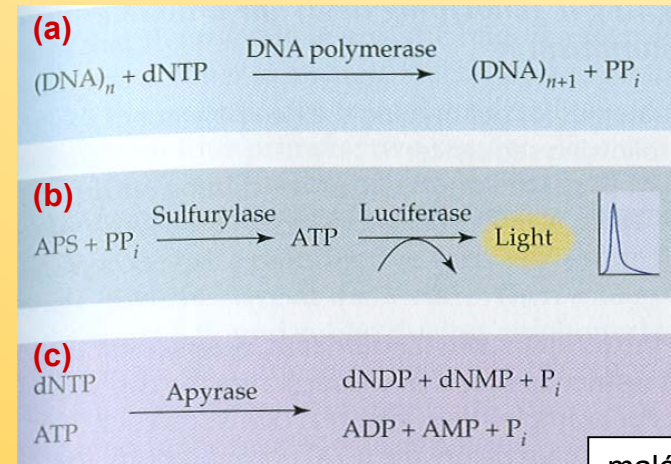 (a)
DNA polymerase
(DNA)n + dNTP → (DNA)n+1 + PPi
(b)
Sulfurylase Luciferase
APS + PPi → ATP → Light
(c)
dNTP dNDP + dNMP + Pi
Apyrase
ATP ADP + AMP + Pi